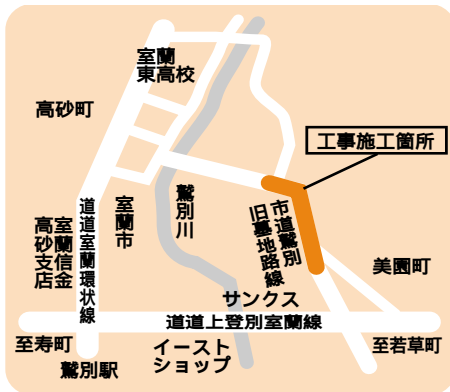 室蘭
東高校
高砂町
工事施工箇所
道道室蘭環状線
室蘭市
鷲別川
市道鷲別
旧墓地路線
室蘭信金
高砂支店
美園町
サンクス
道道上登別室蘭線
至寿町
イースト
ショップ
至若草町
鷲別駅